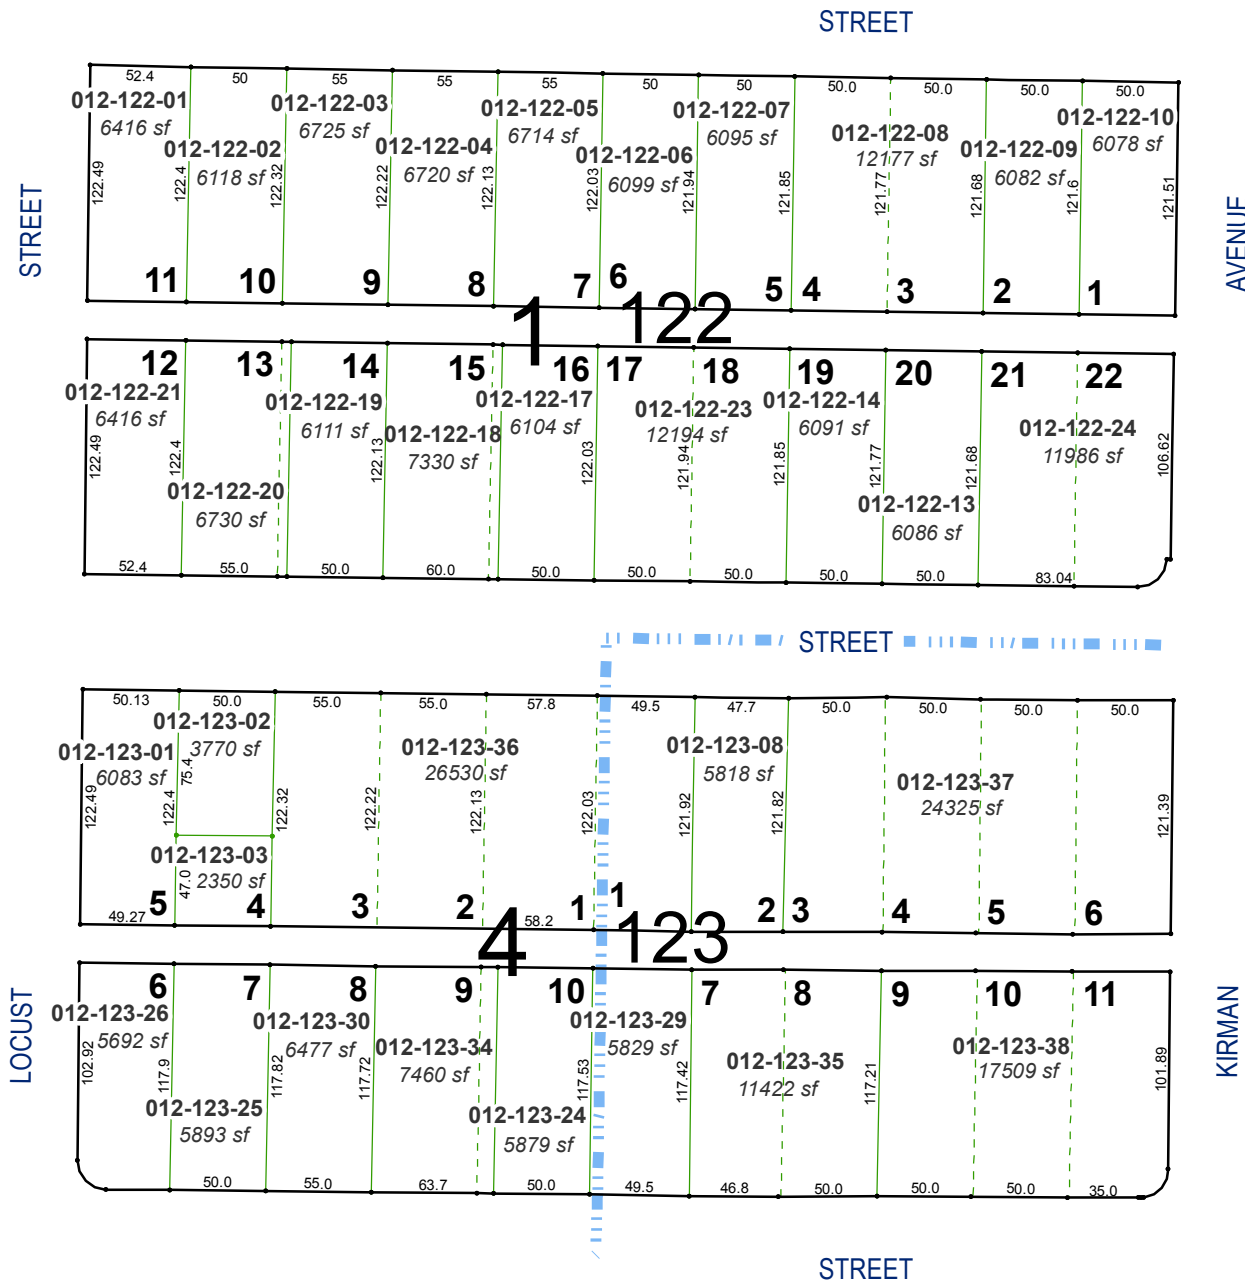 STREET
52.4 50 55 55 55 50 50 50.0 50.0 50.0 50.0
012-122-01
6416 sf
012-122-02
6118 sf
012-122-03
6725 sf
012-122-04
6720 sf
012-122-05
6714 sf
012-122-06
6099 sf
012-122-07
6095 sf
012-122-08
12177 sf
012-122-09
6082 sf
012-122-10
6078 sf
122.49 122.4 122.32 122.22 122.13 122.03 121.94 121.85 121.77 121.68 121.6 121.51
STREET
AVENUE
11 10 9 8 7 6 5 4 3 2 1
1 122
12 13 14 15 16 17 18 19 20 21 22
012-122-21
6416 sf
012-122-20
6730 sf
012-122-19
6111 sf
012-122-18
7330 sf
012-122-17
6104 sf
012-122-23
12194 sf
012-122-14
6091 sf
012-122-13
6086 sf
012-122-24
11986 sf
122.49 122.4 122.13 122.03 121.94 121.85 121.77 121.68 106.62
52.4 55.0 50.0 60.0 50.0 50.0 50.0 50.0 83.04
STREET
50.13 50.0 55.0 55.0 57.8 49.5 47.7 50.0 50.0 50.0 50.0
012-123-01
6083 sf
012-123-02
3770 sf
012-123-03
2350 sf
012-123-36
26530 sf
012-123-08
5818 sf
012-123-37
24325 sf
122.49 122.4 75.4 47.0 122.32 122.22 122.13 122.03 121.92 121.82 121.39
5 4 3 2 1 1 2 3 4 5 6
49.27 58.2
4 123
6 7 8 9 10 7 8 9 10 11
012-123-26
5692 sf
012-123-25
5893 sf
012-123-30
6477 sf
012-123-34
7460 sf
012-123-24
5879 sf
012-123-29
5829 sf
012-123-35
11422 sf
012-123-38
17509 sf
102.92 117.9 117.82 117.72 117.53 117.42 117.21 101.89
LOCUST
KIRMAN
50.0 55.0 63.7 50.0 49.5 46.8 50.0 50.0 35.0
STREET